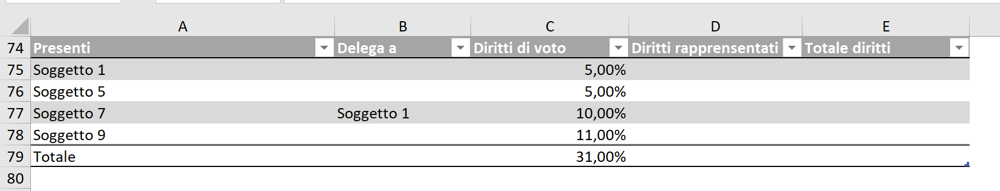 A B C D E
74 Presenti Delega a Diritti di voto Diritti rapprensentati Totale diritti
75 Soggetto 1 5,00%
76 Soggetto 5 5,00%
77 Soggetto 7 Soggetto 1 10,00%
78 Soggetto 9 11,00%
79 Totale 31,00%
80